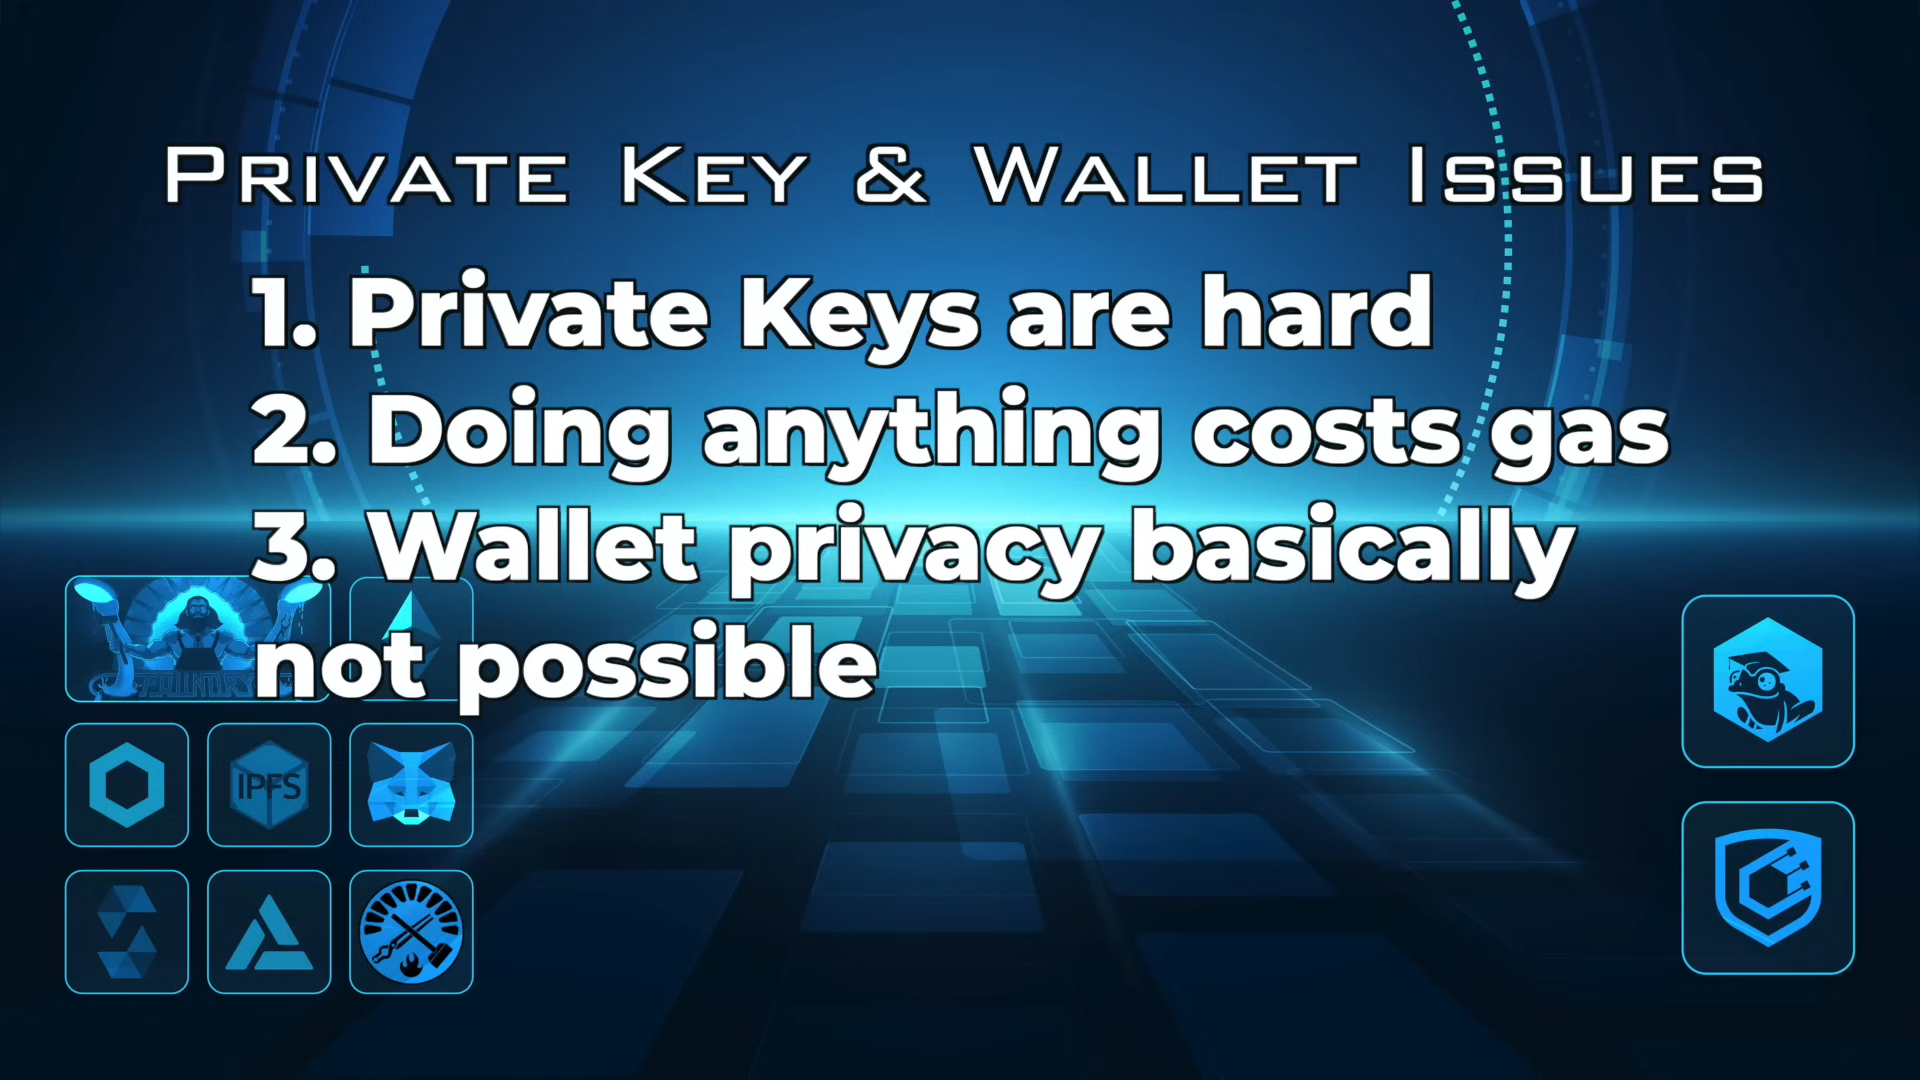 PRIVATE KEY & WALLET ISSUES
1. Private Keys are hard
2. Doing anything costs gas
3. Wallet privacy basically
not possible
FOUNDRY
IPFS